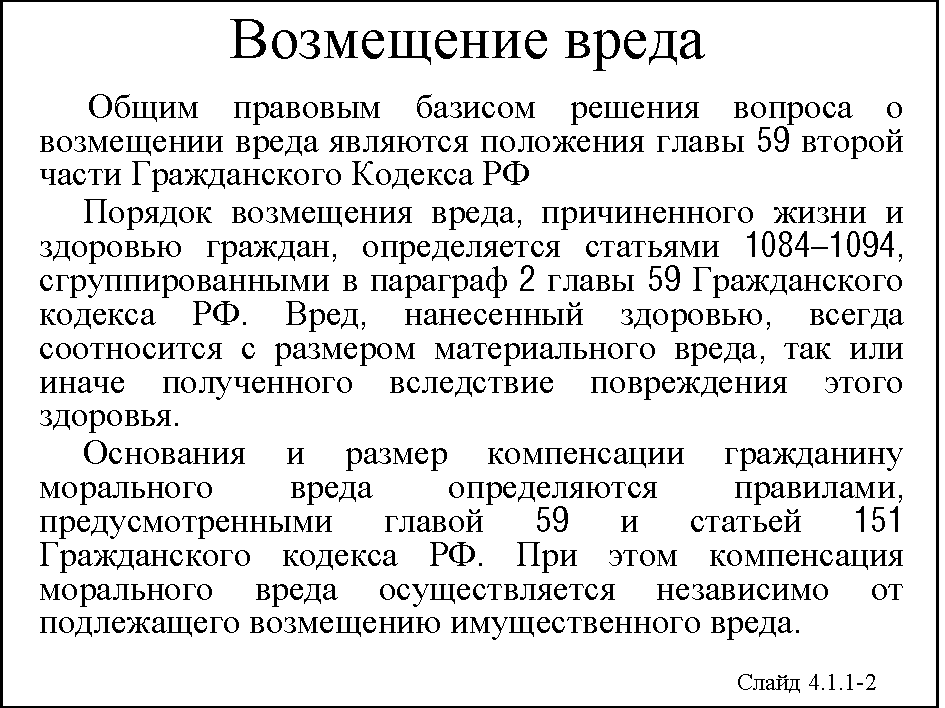 Возмещение вреда
Общим правовым базисом решения вопроса о
возмещении вреда являются положения главы 59 второй
части Гражданского Кодекса РФ
Порядок возмещения вреда, причиненного жизни и
здоровью граждан, определяется статьями 1084–1094,
сгруппированными в параграф 2 главы 59 Гражданского
кодекса РФ. Вред, нанесенный здоровью, всегда
соотносится с размером материального вреда, так или
иначе полученного вследствие повреждения этого
здоровья.
Основания и размер компенсации гражданину
морального вреда определяются правилами,
предусмотренными главой 59 и статьей 151
Гражданского кодекса РФ. При этом компенсация
морального вреда осуществляется независимо от
подлежащего возмещению имущественного вреда.
Слайд 4.1.1-2